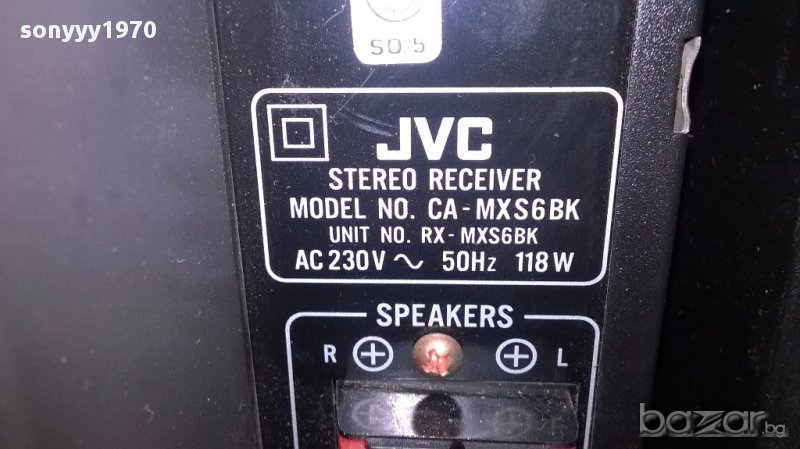 sonyyy1970
SO 5
JVC
STEREO RECEIVER
MODEL NO. CA-MXS6BK
UNIT NO. RX-MXS6BK
AC 230V ~ 50Hz 118 W
SPEAKERS
R + + L
bazar.bg